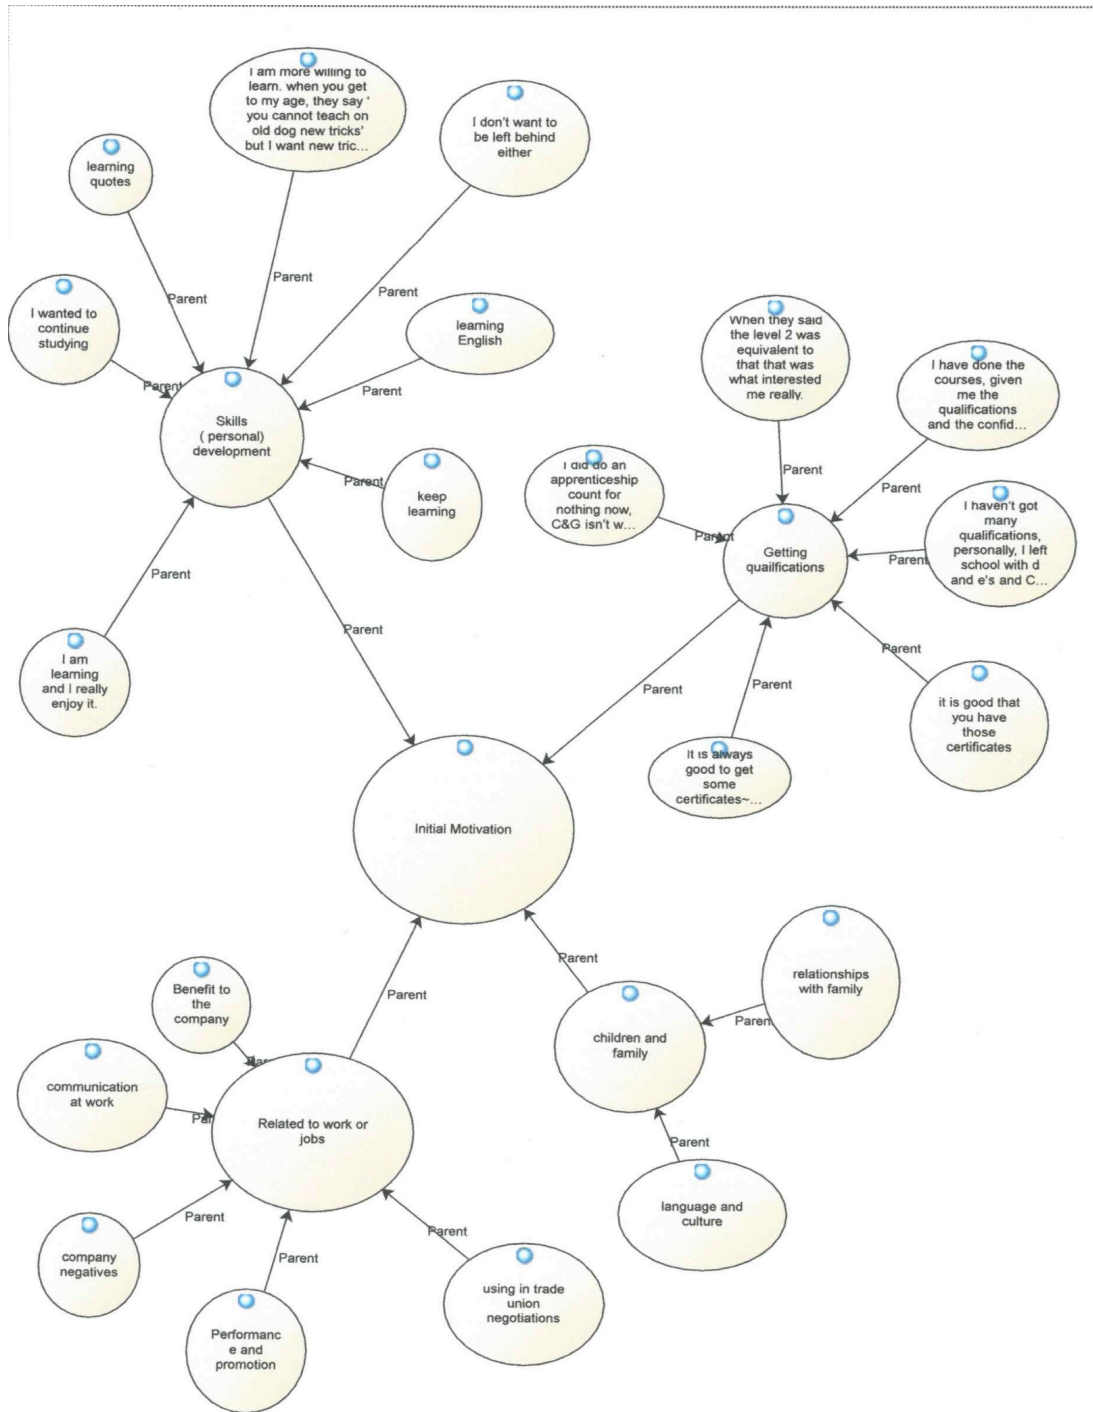 I am more willing to
learn. when you get
to my age, they say '
you cannot teach on
old dog new tricks'
but I want new tric...
I don't want to
be left behind
either
learning
quotes
Parent
Parent
Parent
I wanted to
continue
studying
learning
English
Parent
Parent
Skills
( personal)
development
keep
learning
Parent
Parent
I am
learning
and I really
enjoy it.
Parent
When they said
the level 2 was
equivalent to
that that was
what interested
me really.
I have done the
courses, given
me the
qualifications
and the confid...
I did do an
apprenticeship
count for
nothing now,
C&G isn't w...
Parent
Parent
I haven't got
many
qualifications,
personally, I left
school with d
and e's and C...
Parent
Getting
quailfications
Parent
Parent
Parent
Parent
it is good that
you have
those
certificates
It is always
good to get
some
certificates~...
Initial Motivation
Parent
Parent
relationships
with family
Parent
children and
family
Parent
language and
culture
Benefit to
the
company
communication
at work
Related to work or
jobs
Parent
company
negatives
Parent
Performanc
e and
promotion
Parent
using in trade
union
negotiations